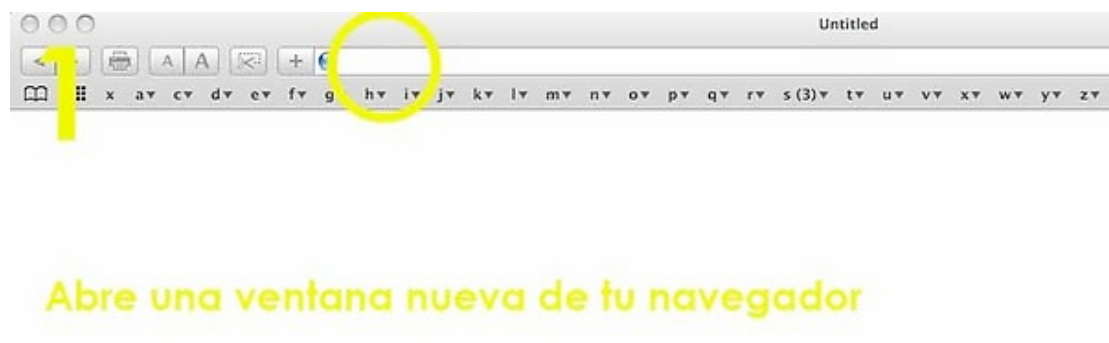 Untitled
1
A A +
x a▾ c▾ d▾ e▾ f▾ g h▾ i▾ j▾ k▾ l▾ m▾ n▾ o▾ p▾ q▾ r▾ s (3)▾ t▾ u▾ v▾ x▾ w▾ y▾ z▾
Abre una ventana nueva de tu navegador